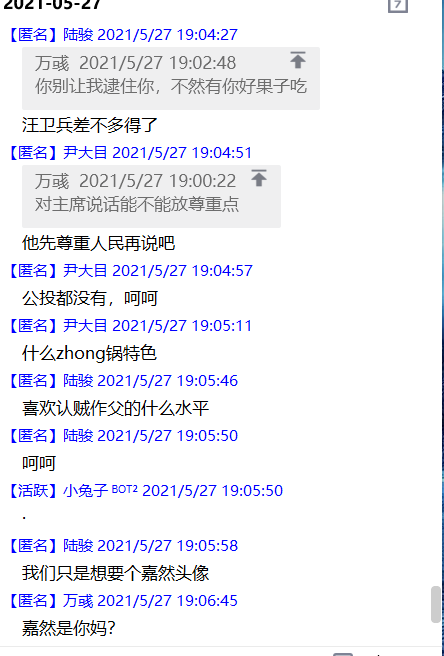 2021-05-27
【匿名】陆骏 2021/5/27 19:04:27
万彧 2021/5/27 19:02:48
你别让我逮住你，不然有你好果子吃
汪卫兵差不多得了
【匿名】尹大目 2021/5/27 19:04:51
万彧 2021/5/27 19:00:22
对主席说话能不能放尊重点
他先尊重人民再说吧
【匿名】尹大目 2021/5/27 19:04:57
公投都没有，呵呵
【匿名】尹大目 2021/5/27 19:05:11
什么zhong锅特色
【匿名】陆骏 2021/5/27 19:05:46
喜欢认贼作父的什么水平
【匿名】陆骏 2021/5/27 19:05:50
呵呵
【活跃】小兔子 BOT2 2021/5/27 19:05:50
.
【匿名】陆骏 2021/5/27 19:05:58
我们只是想要个嘉然头像
【匿名】万彧 2021/5/27 19:06:45
嘉然是你妈？